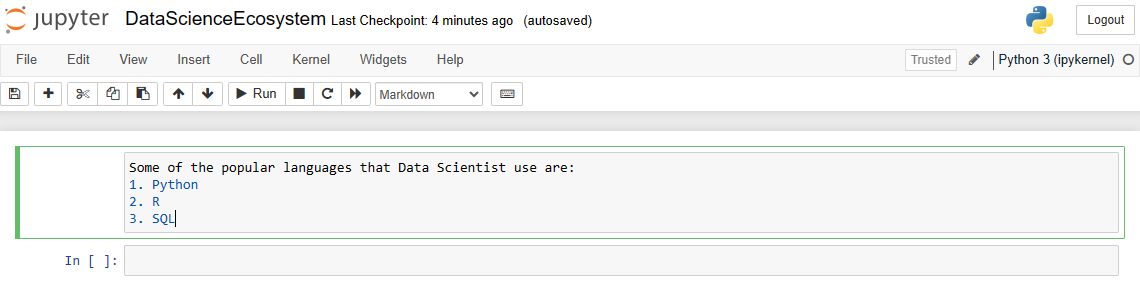 jupyter DataScienceEcosystem Last Checkpoint: 4 minutes ago (autosaved) Logout
File Edit View Insert Cell Kernel Widgets Help Trusted Python 3 (ipykernel)
Run Markdown
Some of the popular languages that Data Scientist use are:
1. Python
2. R
3. SQL
In [ ]: